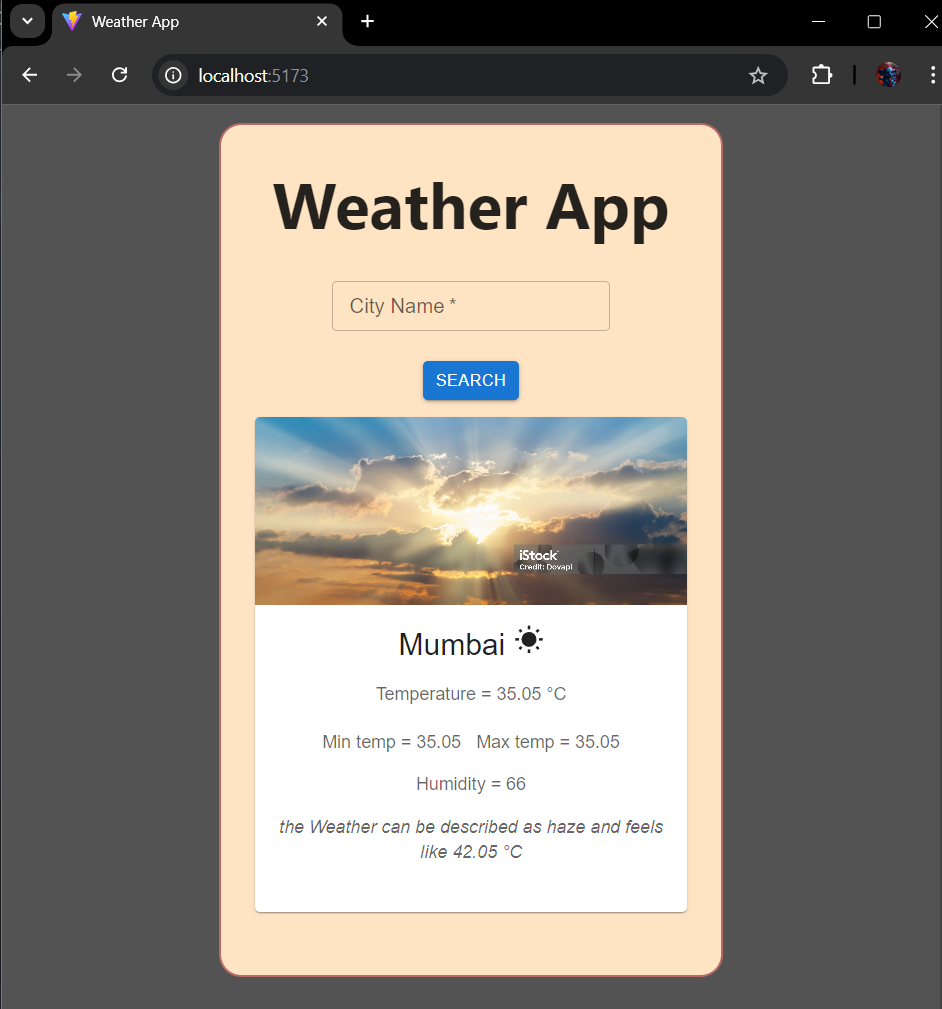 Weather App
localhost:5173
Weather App
City Name *
SEARCH
iStock
Credit: Dovapi
Mumbai
Temperature = 35.05 °C
Min temp = 35.05 Max temp = 35.05
Humidity = 66
the Weather can be described as haze and feels
like 42.05 °C